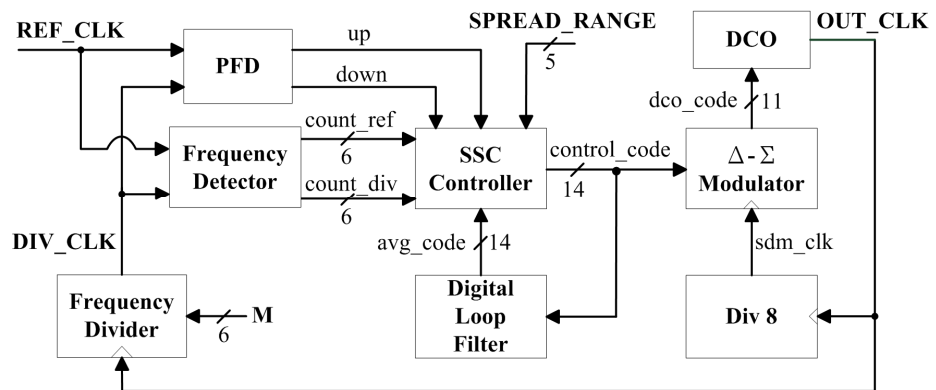 REF_CLK
PFD
up
down
SPREAD_RANGE
5
DCO
OUT_CLK
dco_code
11
Frequency
Detector
count_ref
6
count_div
6
SSC
Controller
control_code
14
Δ - Σ
Modulator
DIV_CLK
avg_code
14
sdm_clk
Frequency
Divider
6
M
Digital
Loop
Filter
Div 8